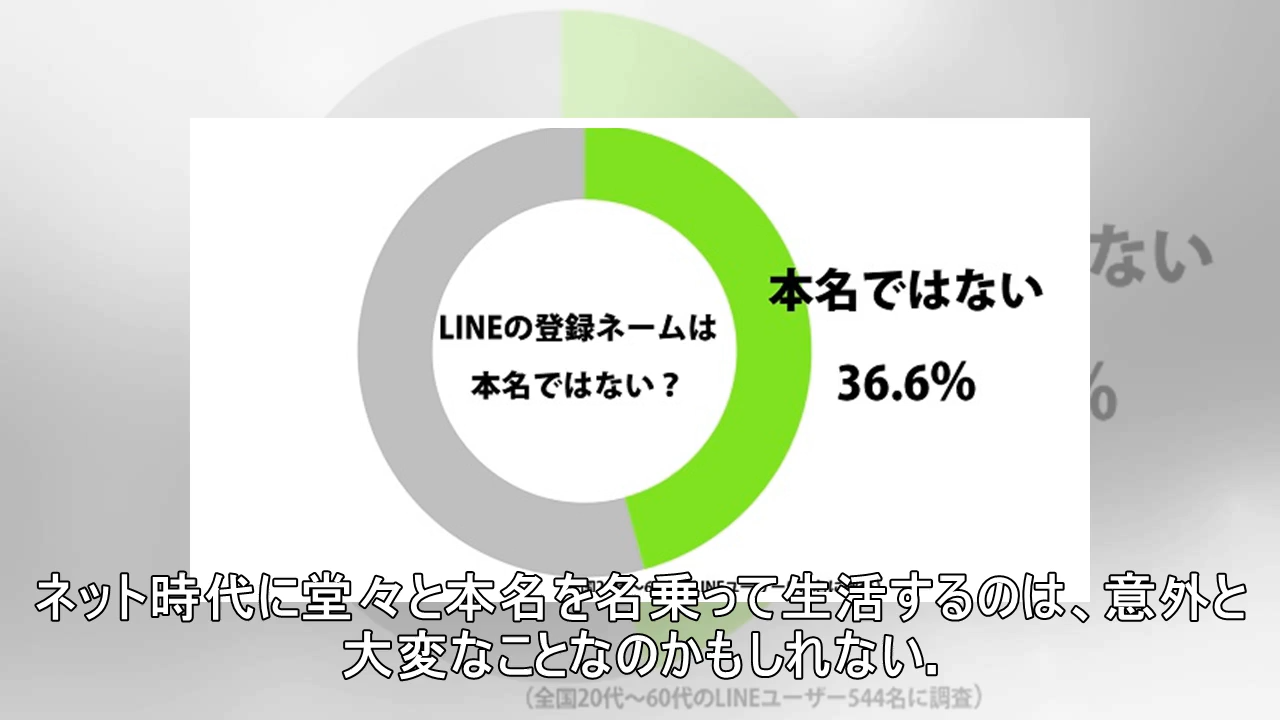 LINEの登録ネームは
本名ではない？
本名ではない
36.6%
ない
%
ネット時代に堂々と本名を名乗って生活するのは、意外と
大変なことなのかもしれない.
（全国20代～60代のLINEユーザー544名に調査）